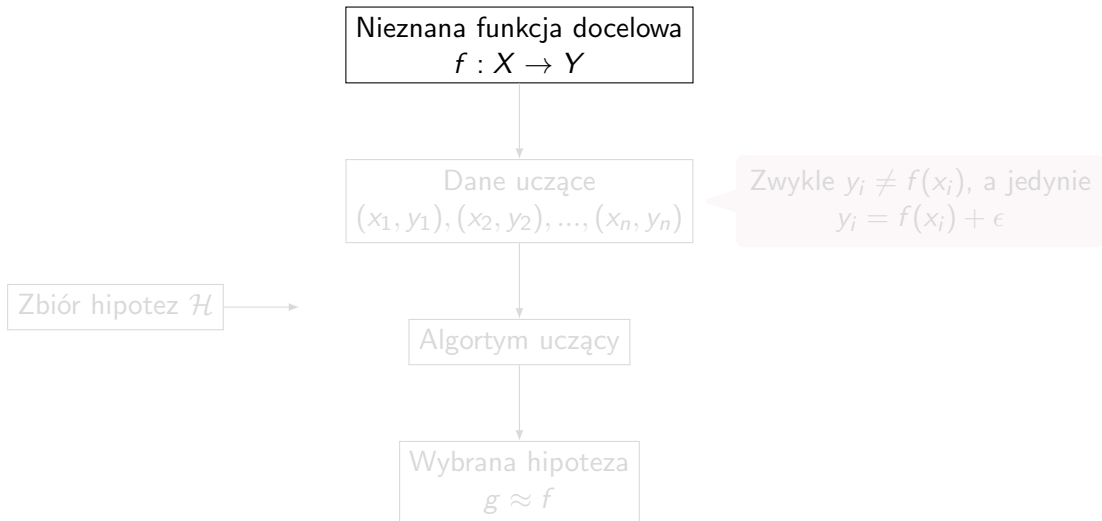 Nieznana funkcja docelowa
f : X → Y
Dane uczące
(x₁, y₁), (x₂, y₂), ..., (xₙ, yₙ)
Zwykle yᵢ ≠ f(xᵢ), a jedynie
yᵢ = f(xᵢ) + ϵ
Zbiór hipotez ℋ
Algortym uczący
Wybrana hipoteza
g ≈ f